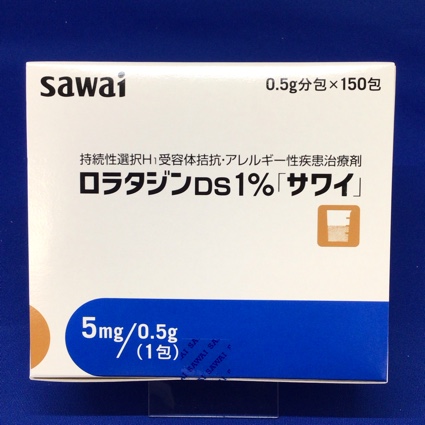 sawai
0.5g分包×150包
持続性選択H1受容体拮抗・アレルギー性疾患治療剤
ロラタジンDS1%「サワイ」
5mg/0.5g
(1包)
SAWAI